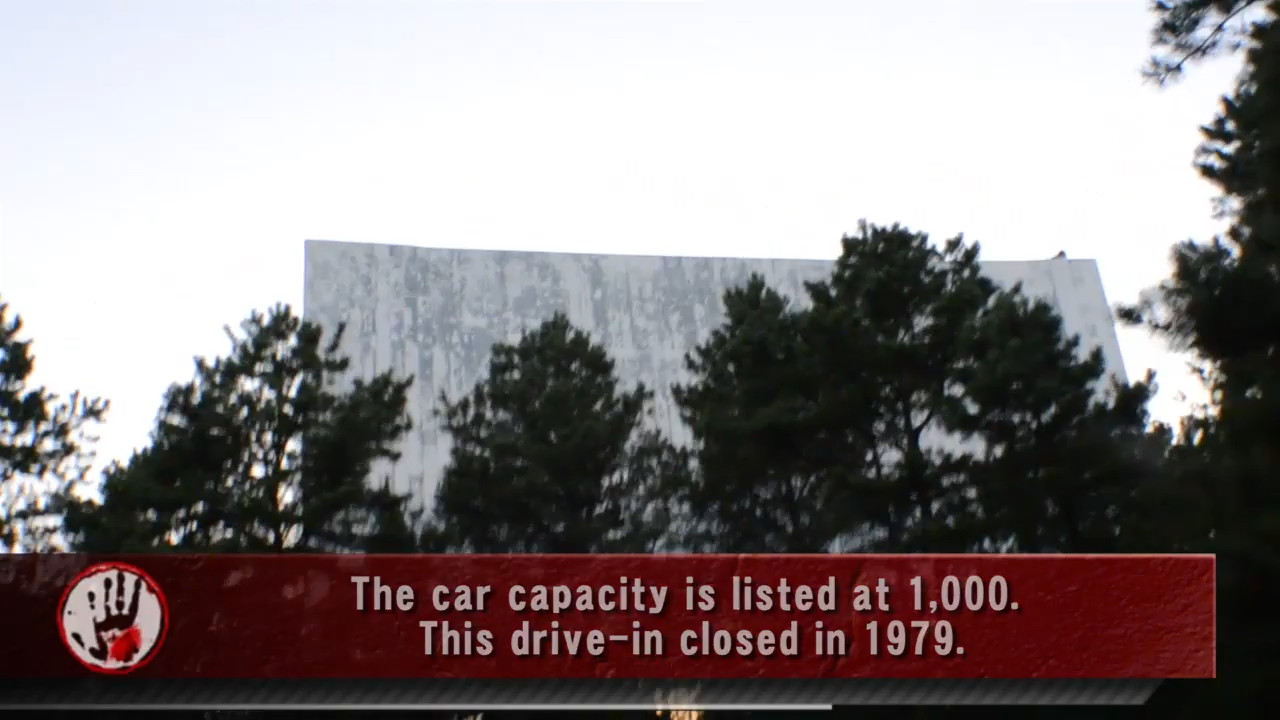 The car capacity is listed at 1,000.
This drive-in closed in 1979.